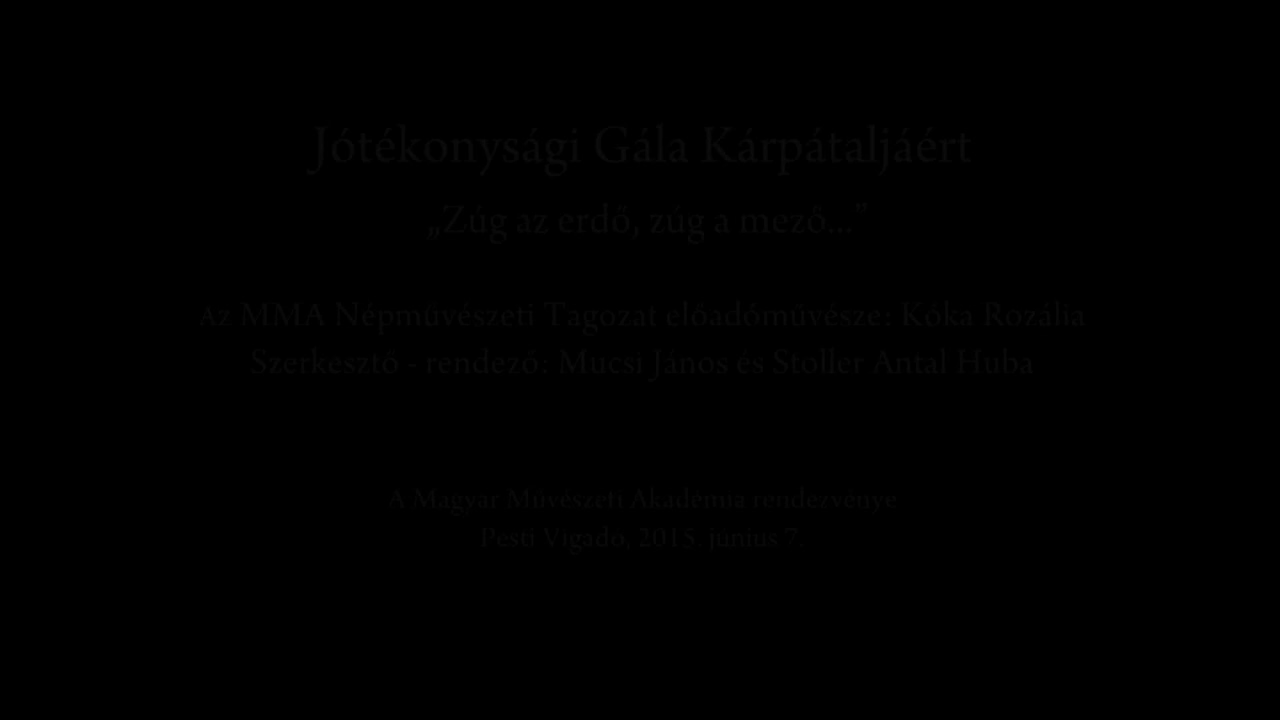 Jótékonysági Gála Kárpátaljáért
„Zúg az erdő, zúg a mező...”
Az MMA Népművészeti Tagozat előadóművésze: Kóka Rozália
Szerkesztő - rendező: Mucsi János és Stoller Antal Huba
A Magyar Művészeti Akadémia rendezvénye
Pesti Vigadó, 2015. június 7.